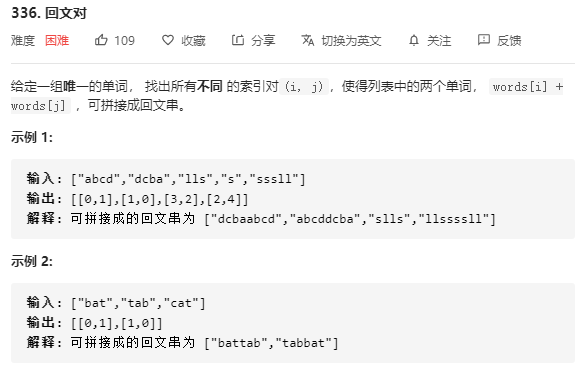 336. 回文对
难度 困难 109 收藏 分享 切换为英文 关注 反馈
给定一组唯一的单词， 找出所有不同 的索引对 (i, j)，使得列表中的两个单词， words[i] +
words[j] ，可拼接成回文串。
示例 1:
输入: ["abcd","dcba","lls","s","sssll"]
输出: [[0,1],[1,0],[3,2],[2,4]]
解释: 可拼接成的回文串为 ["dcbaabcd","abcddcba","slls","llssssll"]
示例 2:
输入: ["bat","tab","cat"]
输出: [[0,1],[1,0]]
解释: 可拼接成的回文串为 ["battab","tabbat"]